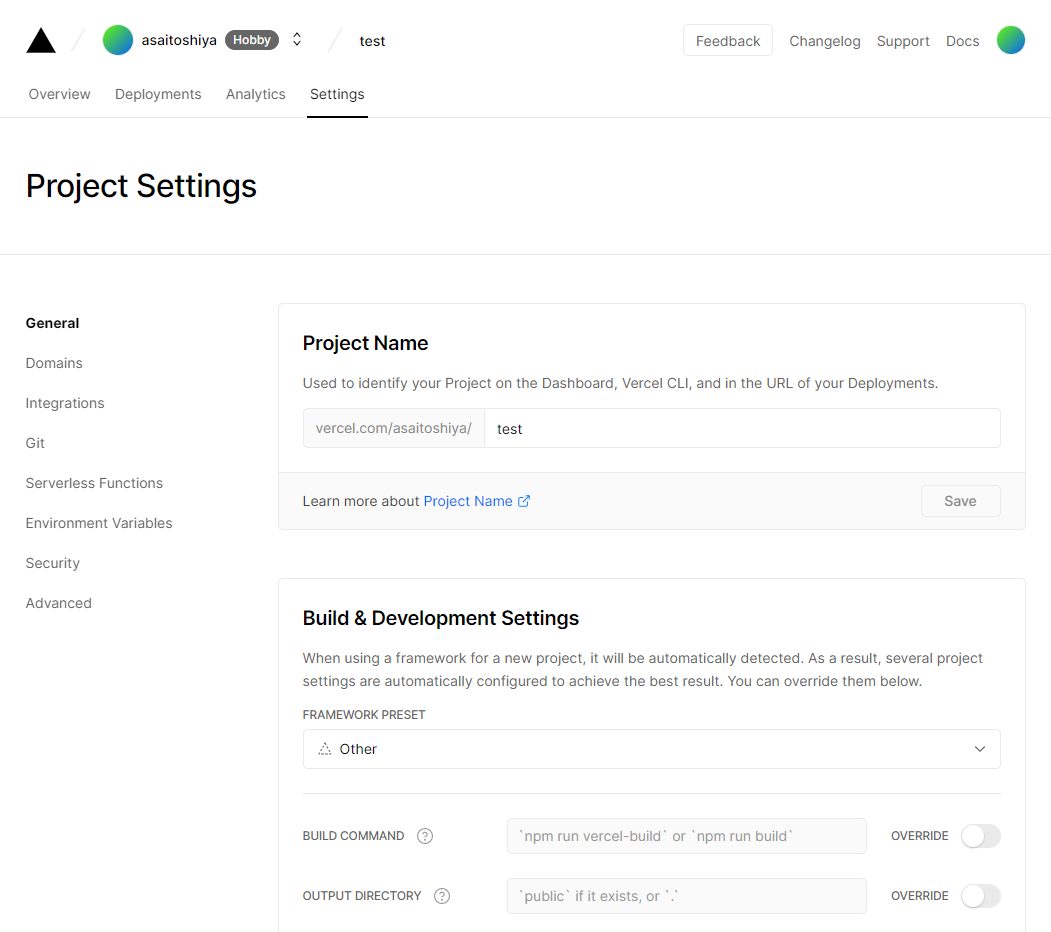 asaitoshiya Hobby test Feedback Changelog Support Docs
Overview Deployments Analytics Settings
Project Settings
General
Domains
Integrations
Git
Serverless Functions
Environment Variables
Security
Advanced
Project Name
Used to identify your Project on the Dashboard, Vercel CLI, and in the URL of your Deployments.
vercel.com/asaitoshiya/ test
Learn more about Project Name Save
Build & Development Settings
When using a framework for a new project, it will be automatically detected. As a result, several project
settings are automatically configured to achieve the best result. You can override them below.
FRAMEWORK PRESET
Other
BUILD COMMAND ? `npm run vercel-build` or `npm run build` OVERRIDE
OUTPUT DIRECTORY ? `public` if it exists, or `.` OVERRIDE